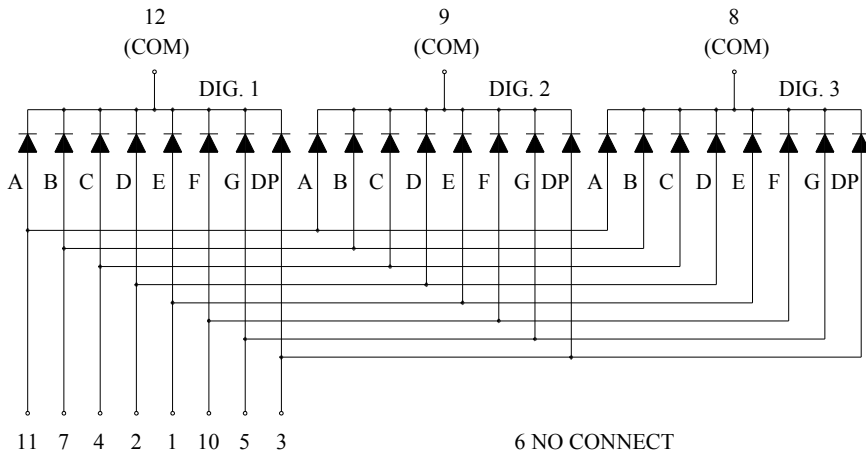 12 9 8
(COM) (COM) (COM)
DIG. 1 DIG. 2 DIG. 3
A B C D E F G DP A B C D E F G DP A B C D E F G DP
11 7 4 2 1 10 5 3 6 NO CONNECT